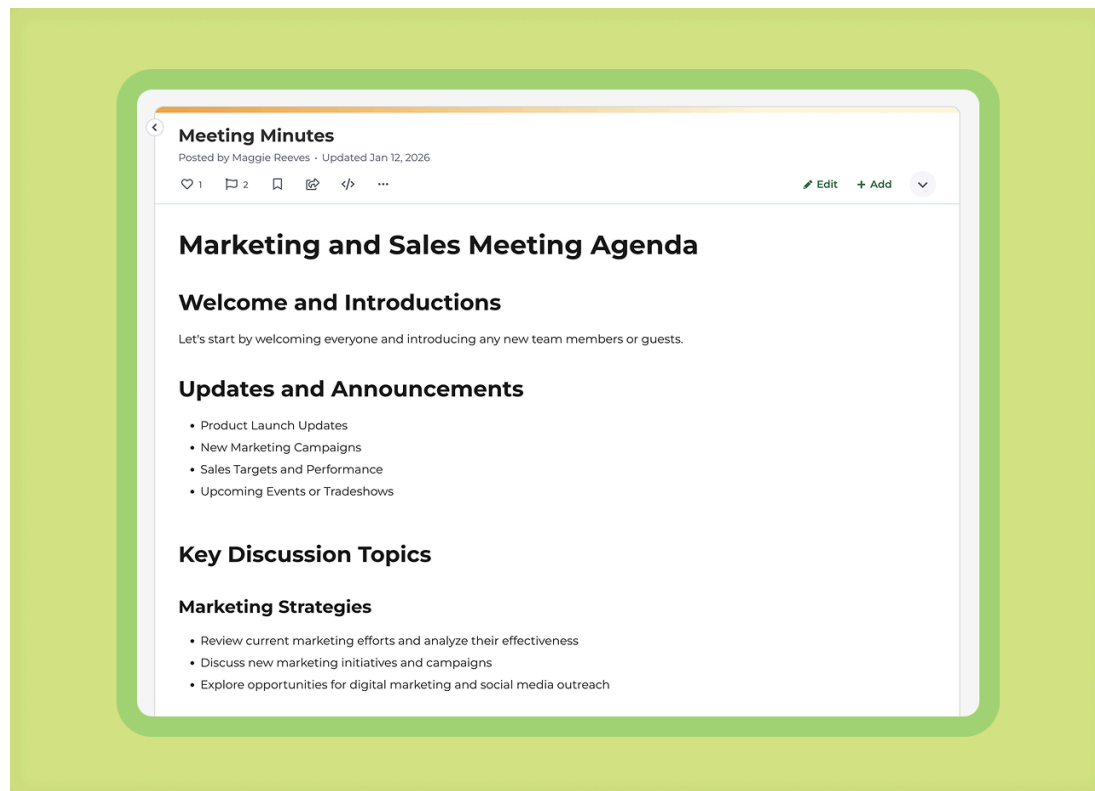 Meeting Minutes
Posted by Maggie Reeves • Updated Jan 12, 2026
1 2 </> ... Edit + Add
Marketing and Sales Meeting Agenda
Welcome and Introductions
Let's start by welcoming everyone and introducing any new team members or guests.
Updates and Announcements
• Product Launch Updates
• New Marketing Campaigns
• Sales Targets and Performance
• Upcoming Events or Tradeshows
Key Discussion Topics
Marketing Strategies
• Review current marketing efforts and analyze their effectiveness
• Discuss new marketing initiatives and campaigns
• Explore opportunities for digital marketing and social media outreach